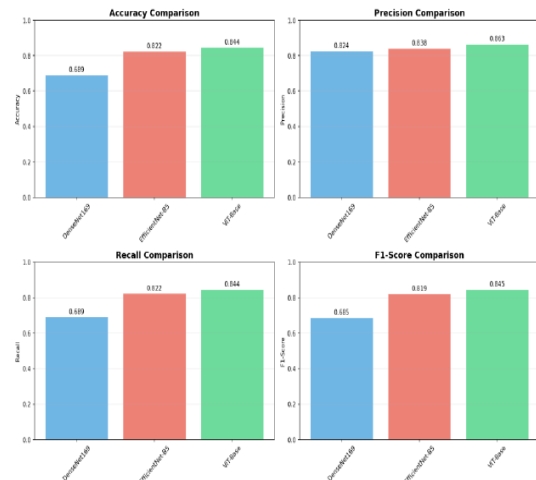 Accuracy Comparison
1.0
0.8
0.6
0.4
0.2
0.0
Accuracy
0.689
0.822
0.844
DenseNet169
EfficientNet-B5
ViT-Base
Precision Comparison
1.0
0.8
0.6
0.4
0.2
0.0
Precision
0.824
0.838
0.863
DenseNet169
EfficientNet-B5
ViT-Base
Recall Comparison
1.0
0.8
0.6
0.4
0.2
0.0
Recall
0.689
0.822
0.844
DenseNet169
EfficientNet-B5
ViT-Base
F1-Score Comparison
1.0
0.8
0.6
0.4
0.2
0.0
F1-Score
0.685
0.819
0.845
DenseNet169
EfficientNet-B5
ViT-Base